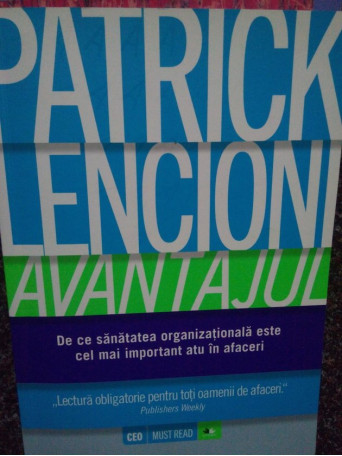 PATRICK
LENCIONI
AVANTAJUL
De ce sănătatea organizațională este
cel mai important atu în afaceri
„Lectură obligatorie pentru toți oamenii de afaceri.”
Publishers Weekly
CEO MUST READ